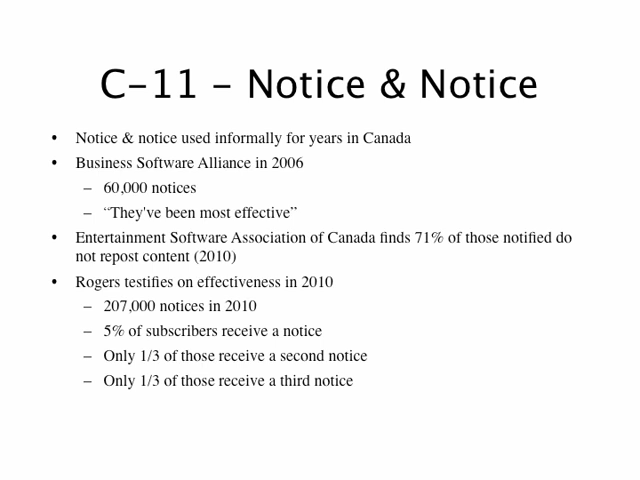 C-11 – Notice & Notice
• Notice & notice used informally for years in Canada
• Business Software Alliance in 2006
– 60,000 notices
– “They've been most effective”
• Entertainment Software Association of Canada finds 71% of those notified do
not repost content (2010)
• Rogers testifies on effectiveness in 2010
– 207,000 notices in 2010
– 5% of subscribers receive a notice
– Only 1/3 of those receive a second notice
– Only 1/3 of those receive a third notice